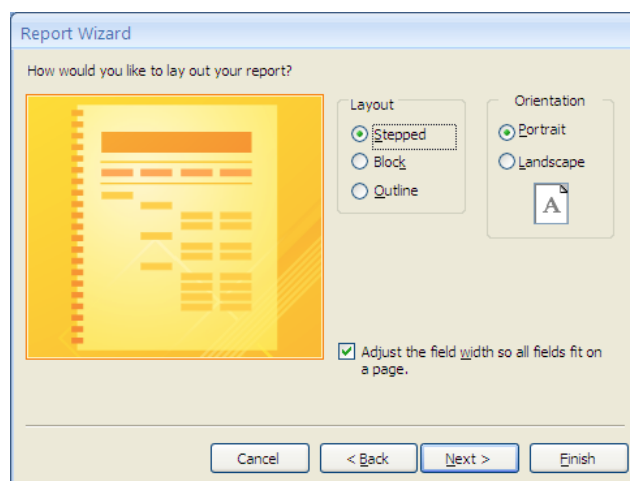 Report Wizard
How would you like to lay out your report?
Layout
Stepped
Block
Outline
Orientation
Portrait
Landscape
A
Adjust the field width so all fields fit on
a page.
Cancel
< Back
Next >
Finish